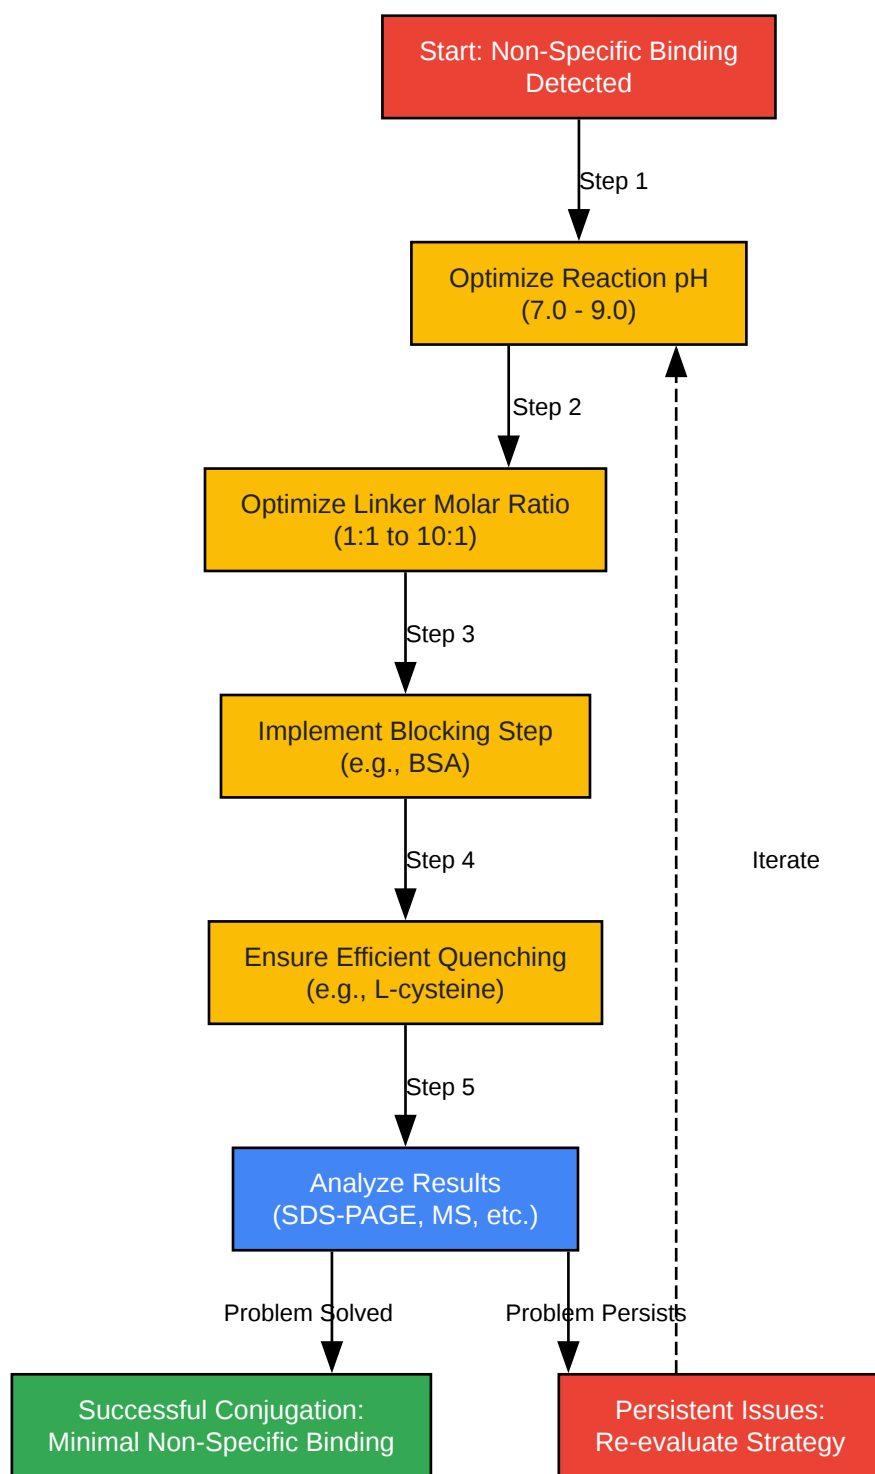 Start: Non-Specific Binding
Detected
Step 1
Optimize Reaction pH
(7.0 - 9.0)
Step 2
Optimize Linker Molar Ratio
(1:1 to 10:1)
Step 3
Implement Blocking Step
(e.g., BSA)
Step 4
Iterate
Ensure Efficient Quenching
(e.g., L-cysteine)
Step 5
Analyze Results
(SDS-PAGE, MS, etc.)
Problem Solved
Problem Persists
Successful Conjugation:
Minimal Non-Specific Binding
Persistent Issues:
Re-evaluate Strategy